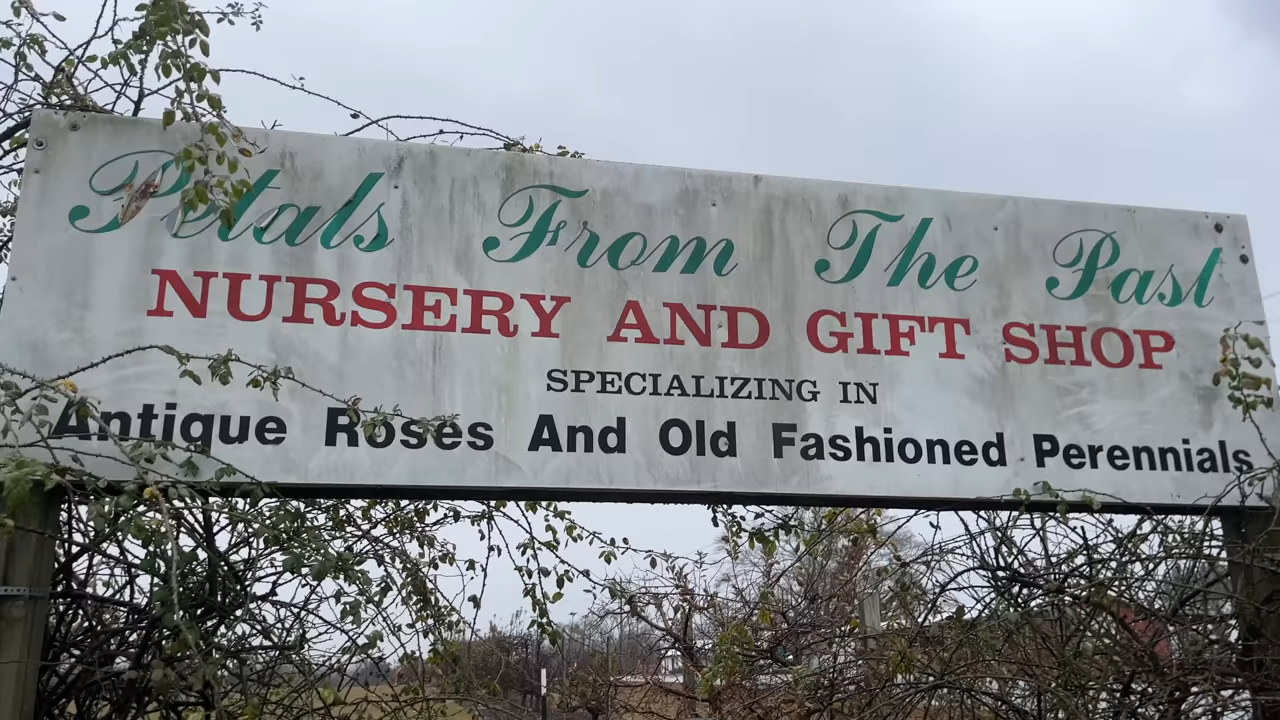 Petals From The Past
NURSERY AND GIFT SHOP
SPECIALIZING IN
Antique Roses And Old Fashioned Perennials